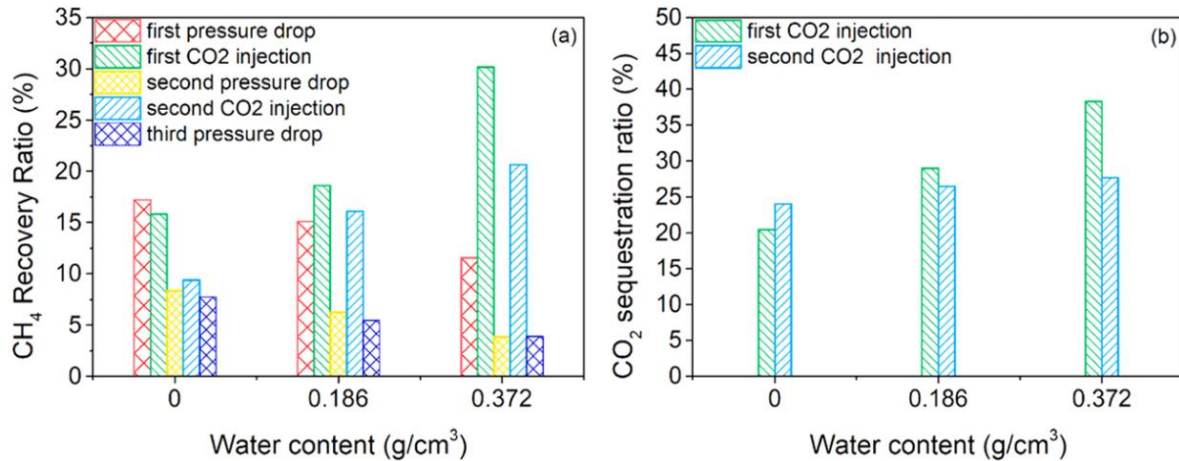 (a)
first pressure drop
first CO2 injection
second pressure drop
second CO2 injection
third pressure drop
CH₄ Recovery Ratio (%)
35
30
25
20
15
10
5
0
0 0.186 0.372
Water content (g/cm³)
(b)
first CO2 injection
second CO2 injection
CO₂ sequestration ratio (%)
50
45
40
35
30
25
20
15
10
5
0
0 0.186 0.372
Water content (g/cm³)